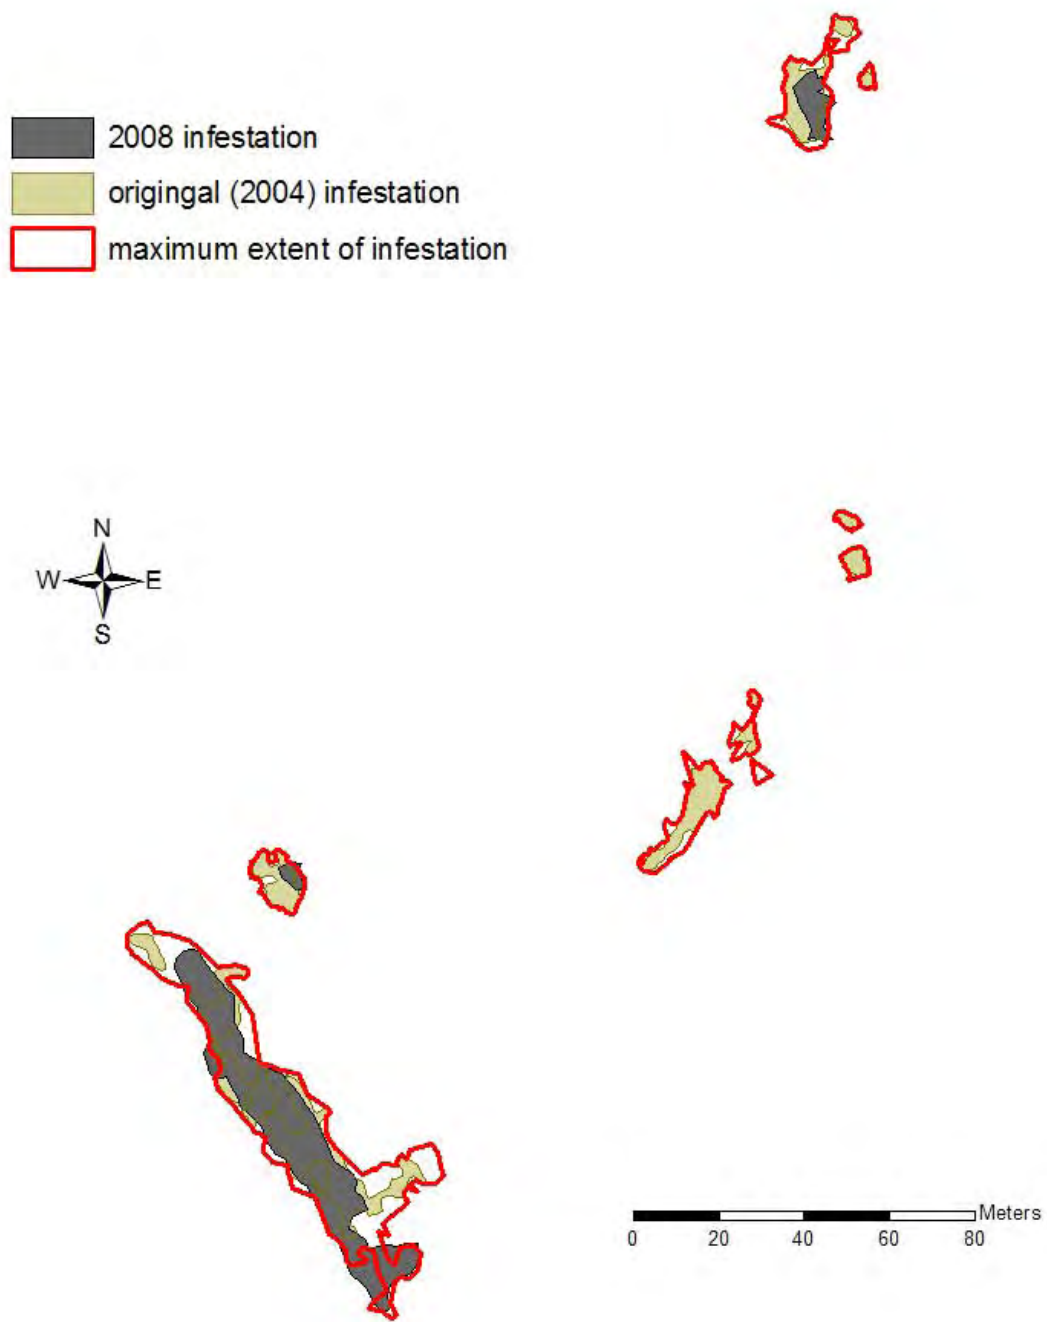 2008 infestation
origingal (2004) infestation
maximum extent of infestation
N
W E
S
Meters
0 20 40 60 80